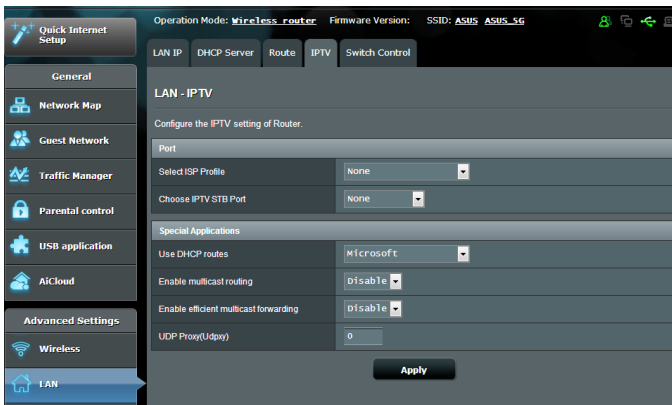 Quick Internet
Setup
Operation Mode: Wireless router Firmware Version: SSID: ASUS ASUS_5G
LAN IP DHCP Server Route IPTV Switch Control
General
Network Map
Guest Network
Traffic Manager
Parental control
USB application
AiCloud
Advanced Settings
Wireless
LAN
LAN - IPTV
Configure the IPTV setting of Router.
Port
Select ISP Profile None
Choose IPTV STB Port None
Special Applications
Use DHCP routes Microsoft
Enable multicast routing Disable
Enable efficient multicast forwarding Disable
UDP Proxy(Udpxy) 0
Apply